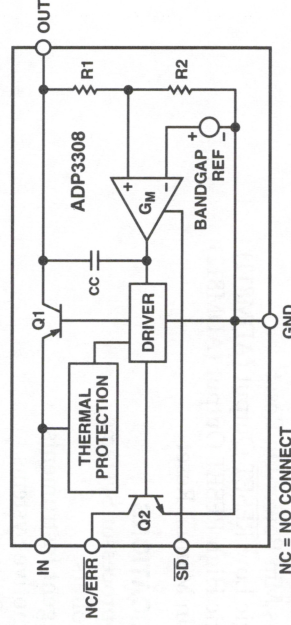 IN
Q1
OUT
THERMAL
PROTECTION
CC
ADP3308
R1
NC/ERR
DRIVER
+
GM
–
R2
Q2
+
–
BANDGAP
REF
SD
GND
NC = NO CONNECT